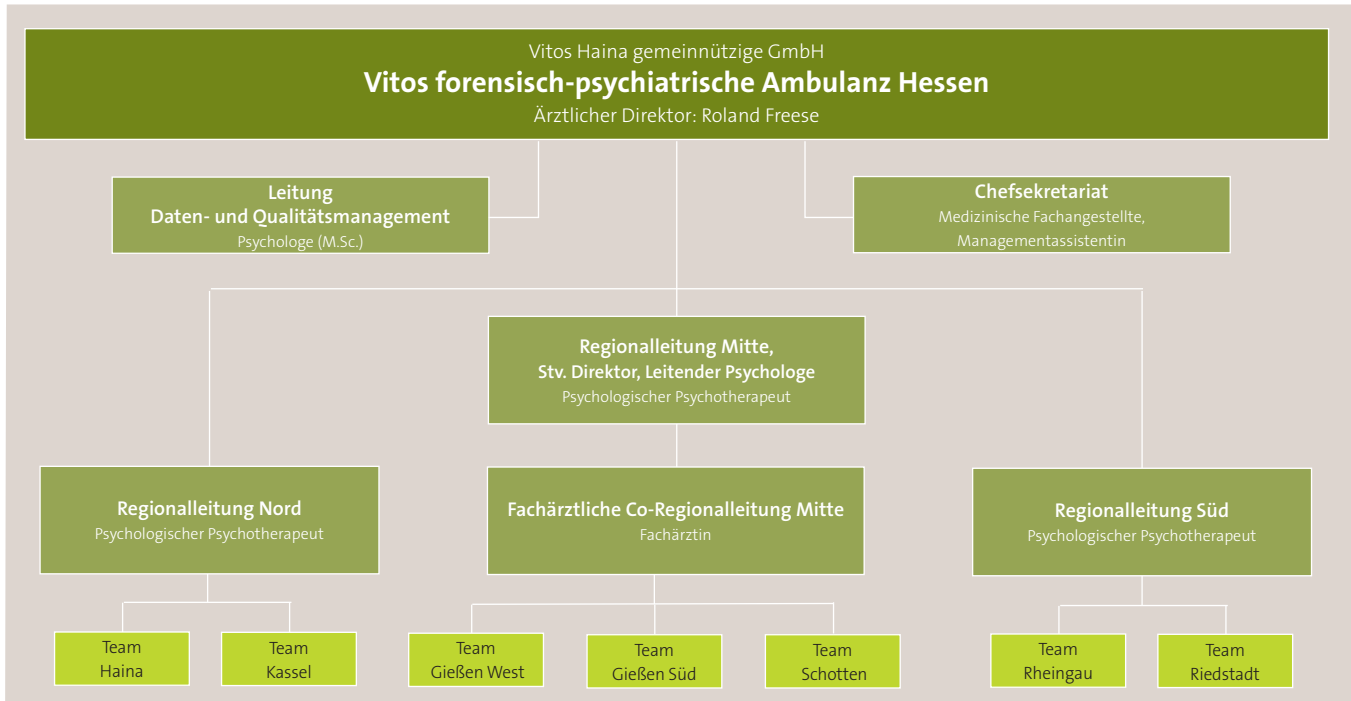 Vitos Haina gemeinnützige GmbH
Vitos forensisch-psychiatrische Ambulanz Hessen
Ärztlicher Direktor: Roland Freese
Leitung
Daten- und Qualitätsmanagement
Psychologe (M.Sc.)
Chefsekretariat
Medizinische Fachangestellte,
Managementassistentin
Regionalleitung Mitte,
Stv. Direktor, Leitender Psychologe
Psychologischer Psychotherapeut
Regionalleitung Nord
Psychologischer Psychotherapeut
Fachärztliche Co-Regionalleitung Mitte
Fachärztin
Regionalleitung Süd
Psychologischer Psychotherapeut
Team
Haina
Team
Kassel
Team
Gießen West
Team
Gießen Süd
Team
Schotten
Team
Rheingau
Team
Riedstadt